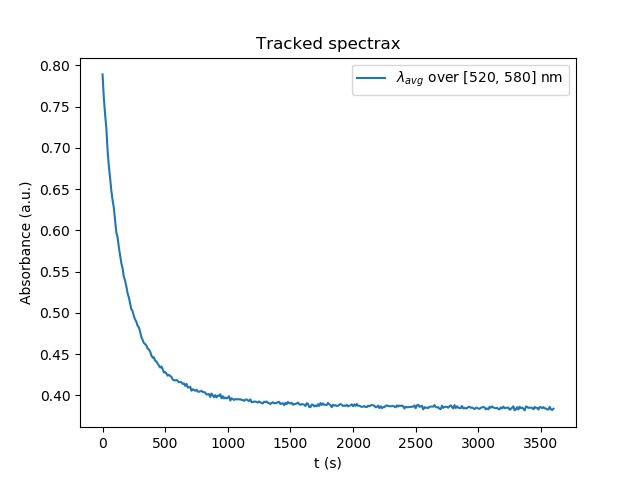 Tracked spectrax
λavg over [520, 580] nm
0.80
0.75
0.70
0.65
0.60
0.55
0.50
0.45
0.40
Absorbance (a.u.)
0 500 1000 1500 2000 2500 3000 3500
t (s)